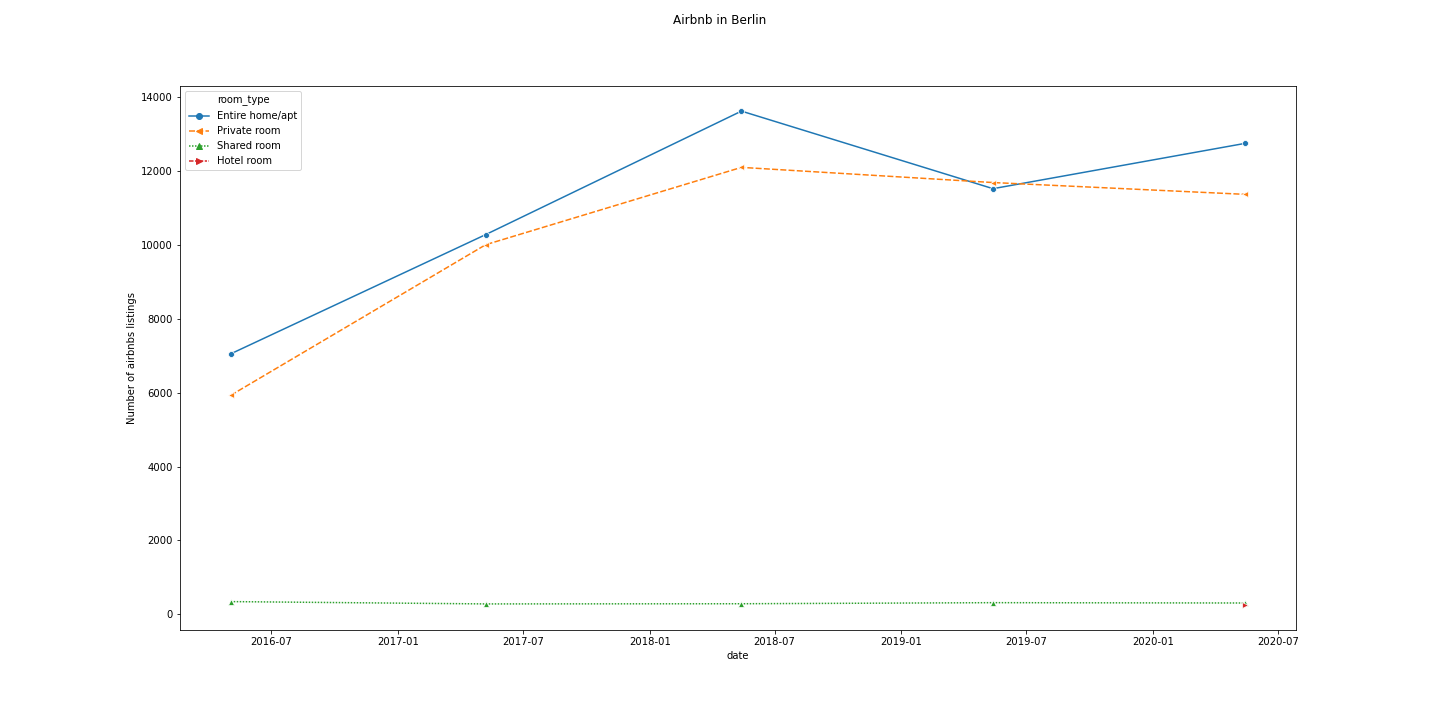 Airbnb in Berlin
room_type
Entire home/apt
Private room
Shared room
Hotel room
Number of airbnbs listings
14000
12000
10000
8000
6000
4000
2000
0
2016-07 2017-01 2017-07 2018-01 2018-07 2019-01 2019-07 2020-01 2020-07
date